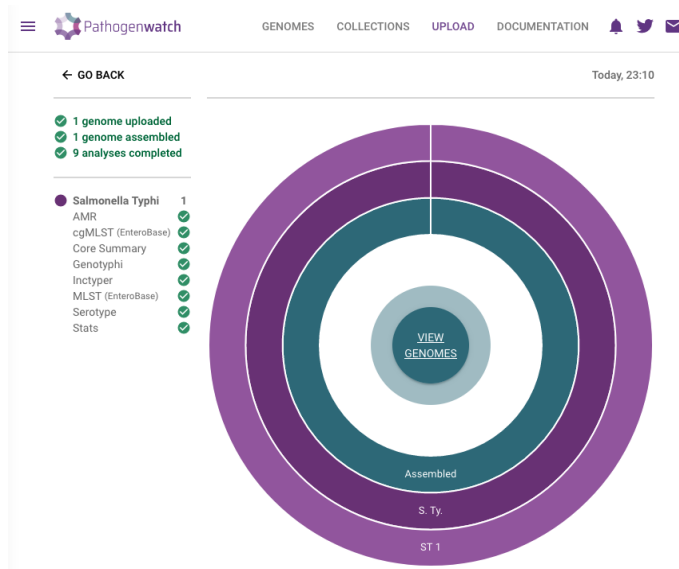 Pathogenwatch
GENOMES COLLECTIONS UPLOAD DOCUMENTATION
GO BACK
Today, 23:10
1 genome uploaded
1 genome assembled
9 analyses completed
Salmonella Typhi 1
AMR
cgMLST (EnteroBase)
Core Summary
Genotyphi
Inctyper
MLST (EnteroBase)
Serotype
Stats
VIEW
GENOMES
Assembled
S. Ty.
ST 1